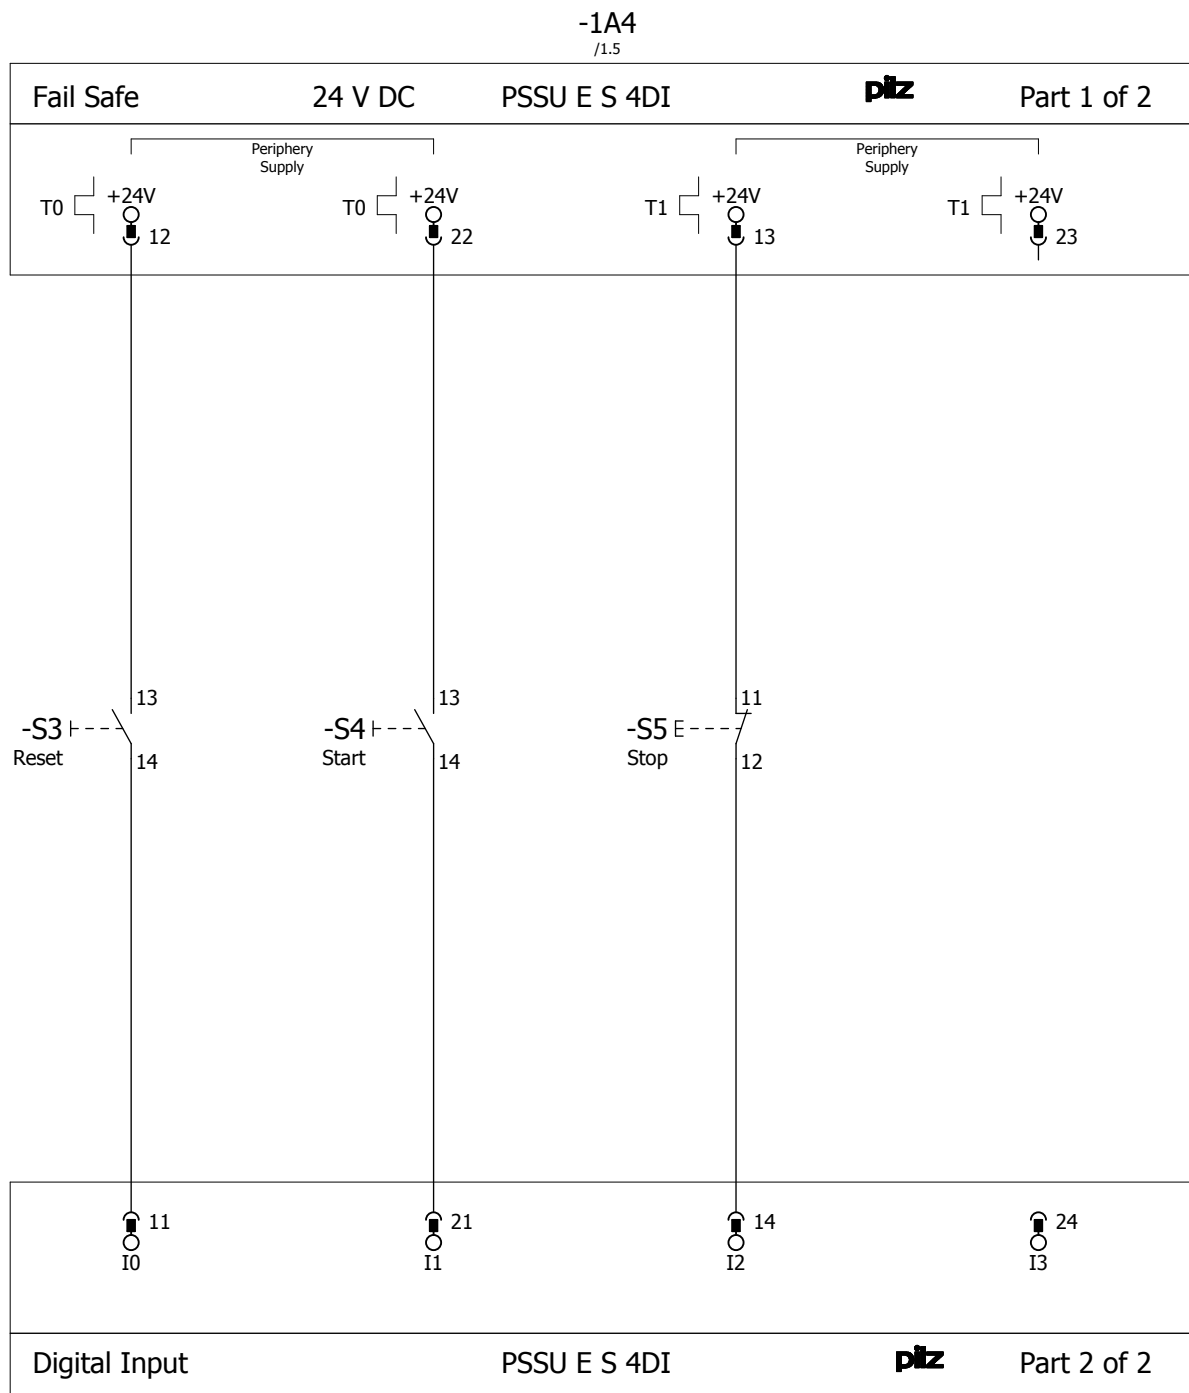 -1A4
/1.5
Fail Safe 24 V DC PSSU E S 4DI pilz Part 1 of 2
Periphery Supply Periphery Supply
T0 +24V T0 +24V T1 +24V T1 +24V
12 22 13 23
13 13 11
-S3 -S4 -S5
Reset Start Stop
14 14 12
11 21 14 24
I0 I1 I2 I3
Digital Input PSSU E S 4DI pilz Part 2 of 2